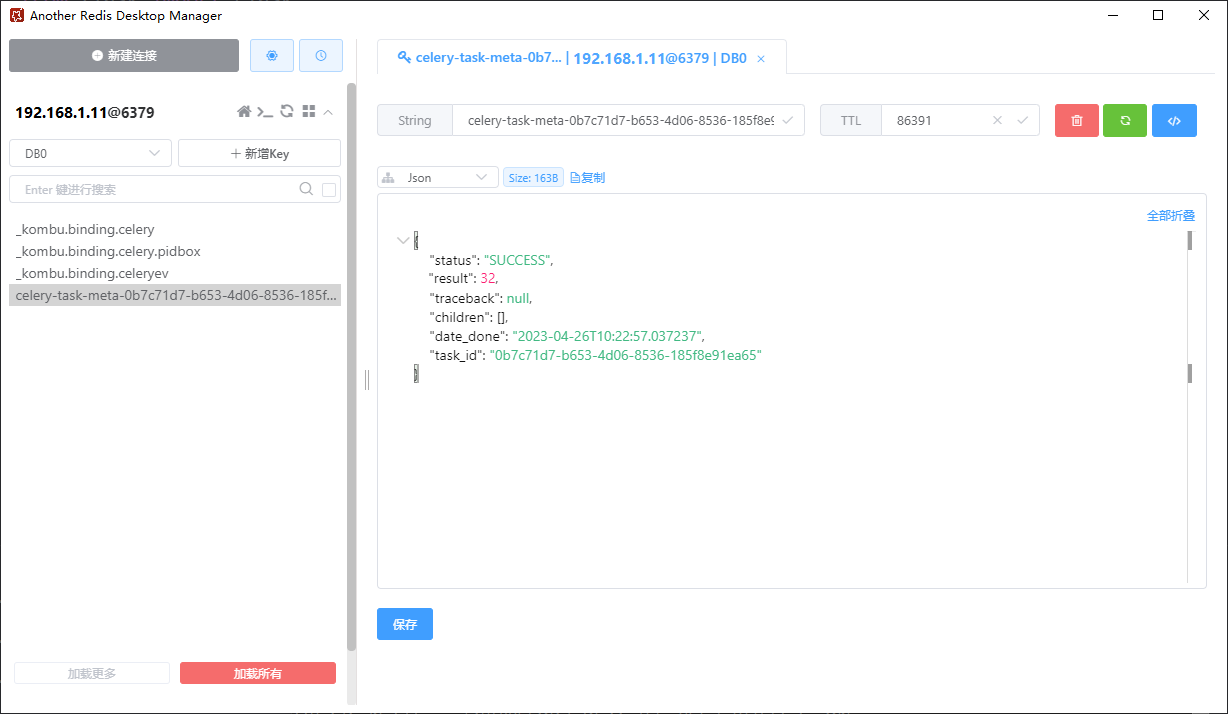 Another Redis Desktop Manager
新建连接
192.168.1.11@6379
DB0
新增Key
Enter 键进行搜索
_kombu.binding.celery
_kombu.binding.celery.pidbox
_kombu.binding.celeryev
celery-task-meta-0b7c71d7-b653-4d06-8536-185f...
加载更多
加载所有
celery-task-meta-0b7... | 192.168.1.11@6379 | DB0
String
celery-task-meta-0b7c71d7-b653-4d06-8536-185f8e9
TTL
86391
Json
Size: 163B
复制
全部折叠
{
"status": "SUCCESS",
"result": 32,
"traceback": null,
"children": [],
"date_done": "2023-04-26T10:22:57.037237",
"task_id": "0b7c71d7-b653-4d06-8536-185f8e91ea65"
}
保存